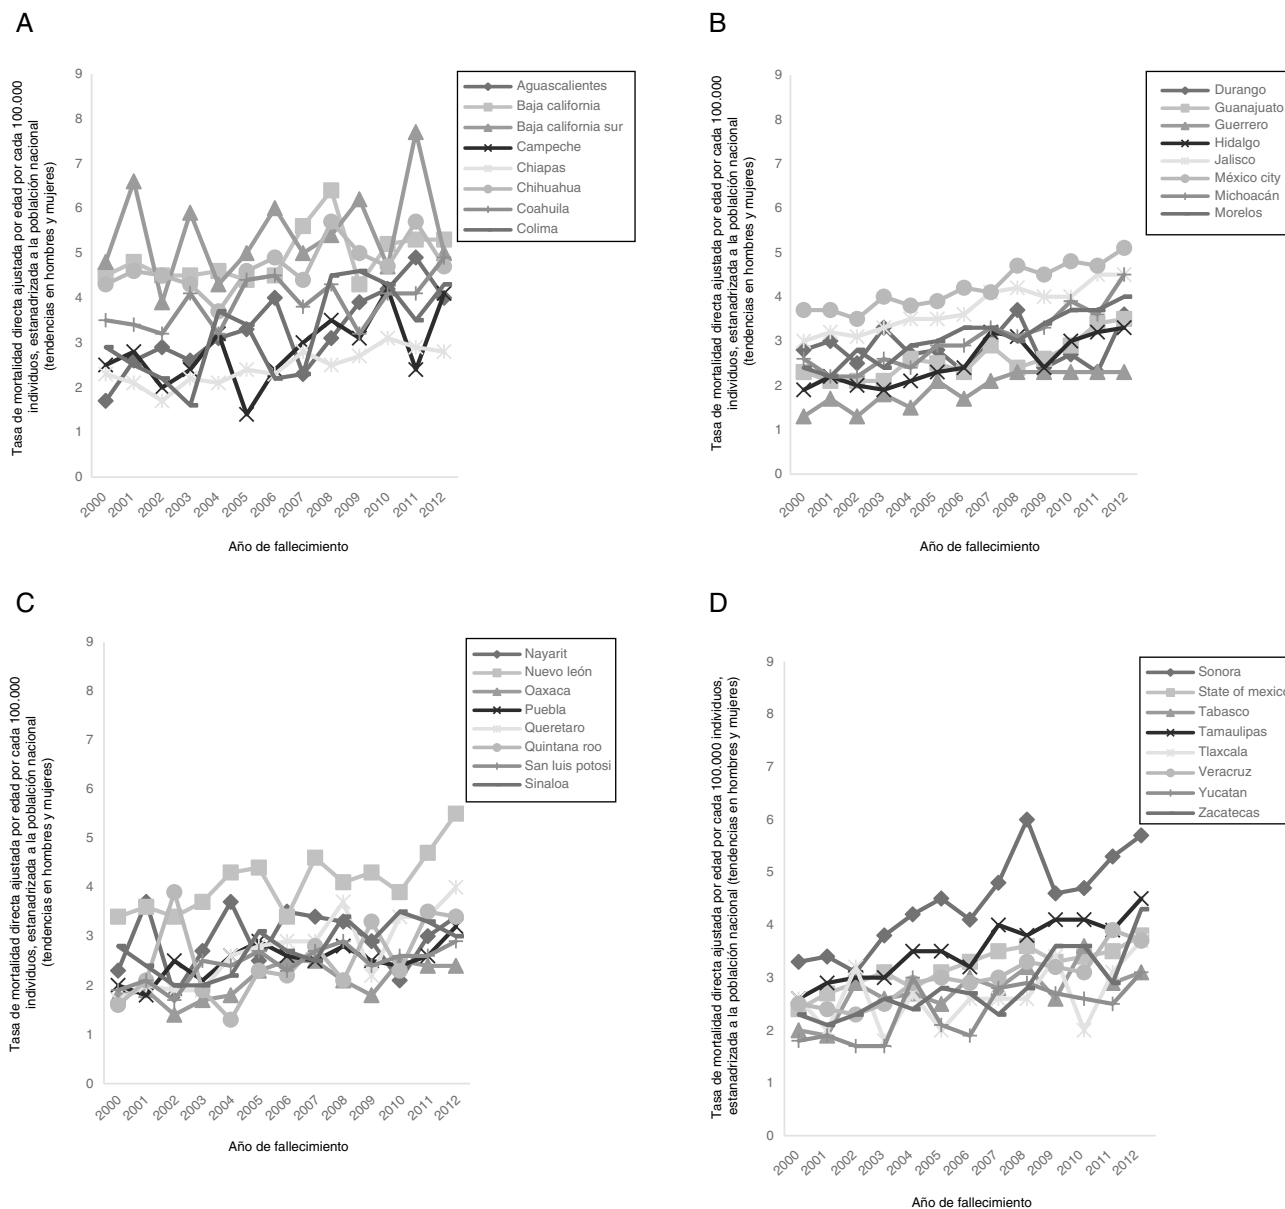 A
Tasa de mortalidad directa ajustada por edad por cada 100.000
individuos, estanadrizada a la poblalción nacional
(tendencias en hombres y mujeres)
9
8
7
6
5
4
3
2
1
0
2000
2001
2002
2003
2004
2005
2006
2007
2008
2009
2010
2011
2012
Año de fallecimiento
Aguascalientes
Baja california
Baja california sur
Campeche
Chiapas
Chihuahua
Coahuila
Colima
B
Tasa de mortalidad directa ajustada por edad por cada 100.000
individuos, estanadrizada a la poblalción nacional
(tendencias en hombres y mujeres)
9
8
7
6
5
4
3
2
1
0
2000
2001
2002
2003
2004
2005
2006
2007
2008
2009
2010
2011
2012
Año de fallecimiento
Durango
Guanajuato
Guerrero
Hidalgo
Jalisco
México city
Michoacán
Morelos
C
Tasa de mortalidad directa ajustada por edad por cada 100.000
individuos, estanadrizada a la poblalción nacional
(tendencias en hombres y mujeres)
9
8
7
6
5
4
3
2
1
0
2000
2001
2002
2003
2004
2005
2006
2007
2008
2009
2010
2011
2012
Año de fallecimiento
Nayarit
Nuevo león
Oaxaca
Puebla
Queretaro
Quintana roo
San luis potosi
Sinaloa
D
Tasa de mortalidad directa ajustada por edad por cada 100.000 individuos,
estanadrizada a la poblalción nacional (tendencias en hombres y mujeres)
9
8
7
6
5
4
3
2
1
0
2000
2001
2002
2003
2004
2005
2006
2007
2008
2009
2010
2011
2012
Año de fallecimiento
Sonora
State of mexico
Tabasco
Tamaulipas
Tlaxcala
Veracruz
Yucatan
Zacatecas